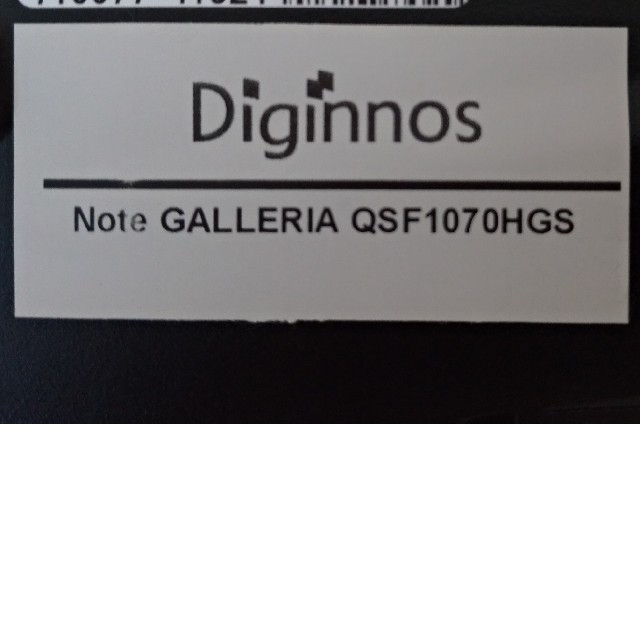 Diginnos
Note GALLERIA QSF1070HGS